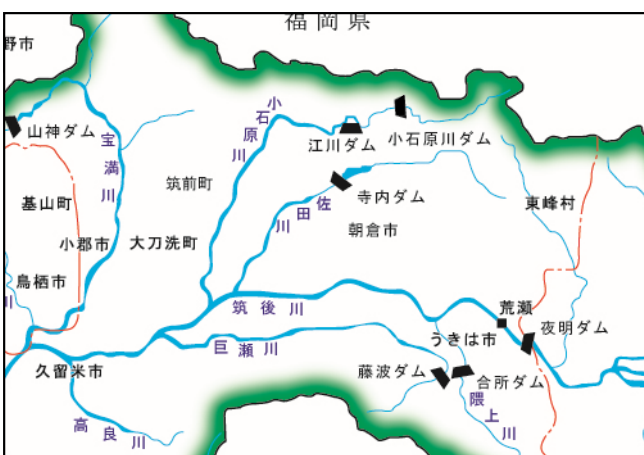 福岡県
野市
山神ダム
宝満川
小石原川
江川ダム
小石原川ダム
筑前町
寺内ダム
佐田川
基山町
東峰村
小郡市
大刀洗町
朝倉市
鳥栖市
川
筑後川
荒瀬
夜明ダム
うきは市
巨瀬川
久留米市
藤波ダム
合所ダム
隈上川
高良川